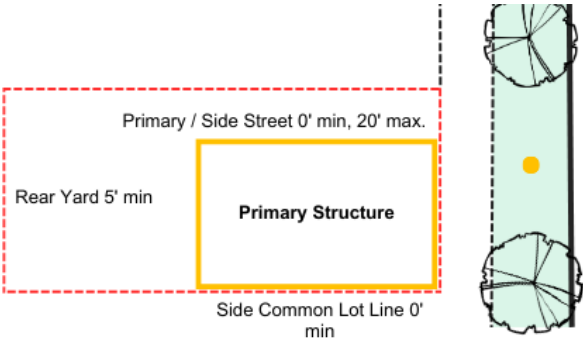 Primary / Side Street 0' min, 20' max.
Rear Yard 5' min
Primary Structure
Side Common Lot Line 0'
min